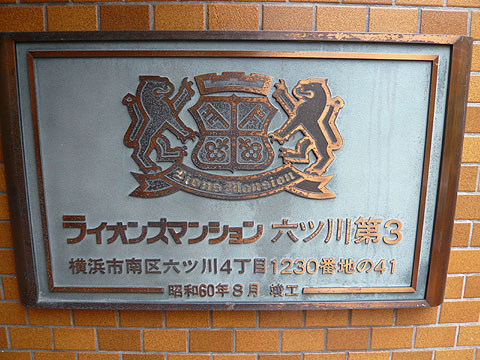 Lions Mansion
ライオンズマンション 六ツ川第3
横浜市南区六ツ川4丁目1230番地の41
昭和60年8月 竣工